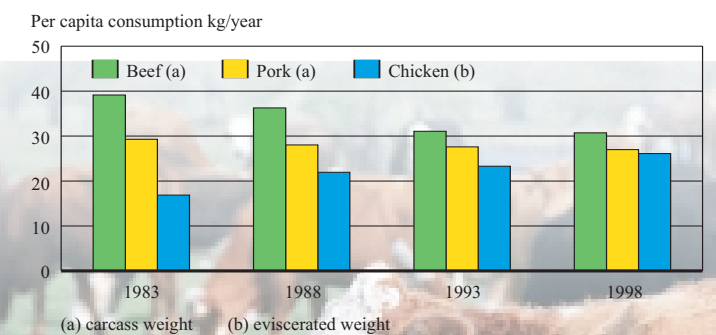 Per capita consumption kg/year
50
Beef (a) Pork (a) Chicken (b)
40
30
20
10
0
1983 1988 1993 1998
(a) carcass weight (b) eviscerated weight